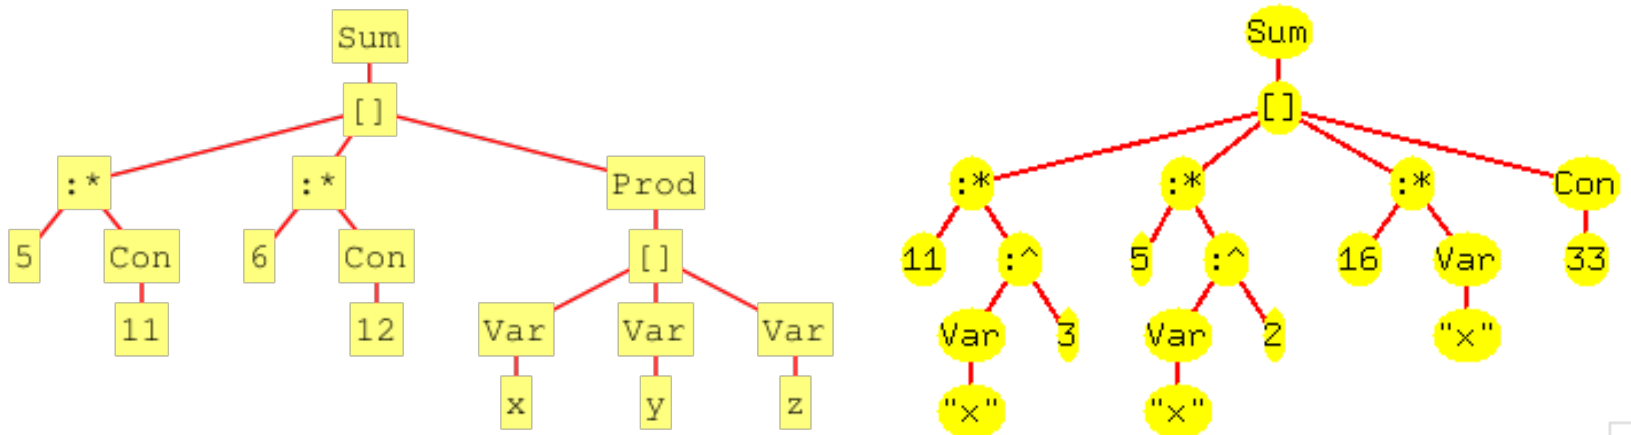 Sum
[]
:* :* Prod
5 Con 6 Con []
11 12 Var Var Var
x y z
Sum
[]
:* :* :* Con
11 :^ 5 :^ 16 Var 33
Var 3 Var 2 "x"
"x" "x"